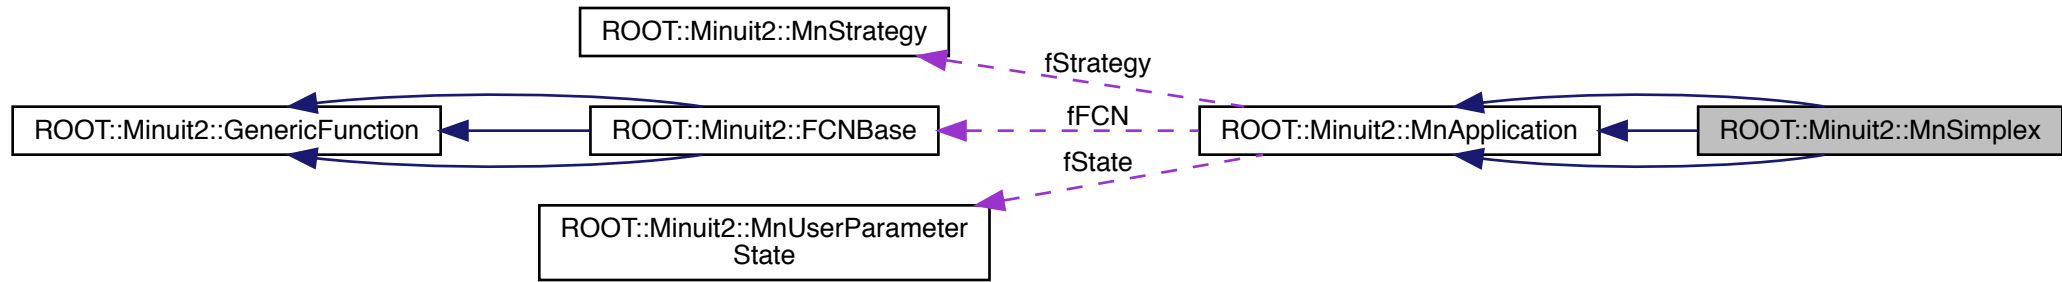 ROOT::Minuit2::MnStrategy
fStrategy
ROOT::Minuit2::GenericFunction
ROOT::Minuit2::FCNBase
fFCN
ROOT::Minuit2::MnApplication
ROOT::Minuit2::MnSimplex
fState
ROOT::Minuit2::MnUserParameter
State